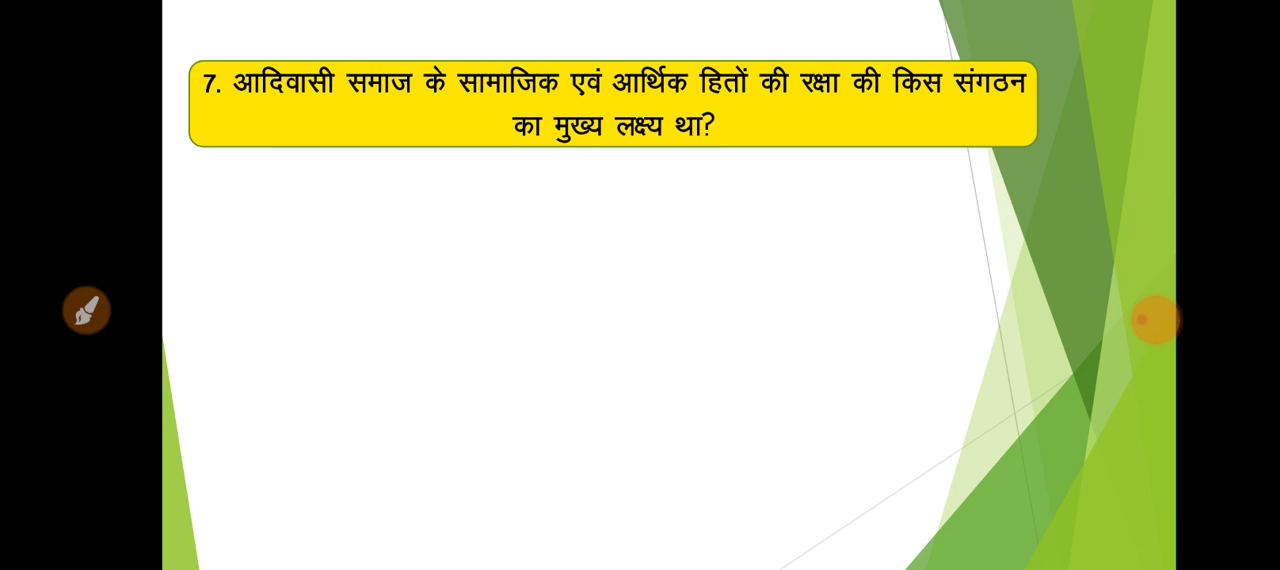 7. आदिवासी समाज के सामाजिक एवं आर्थिक हितों की रक्षा की किस संगठन
का मुख्य लक्ष्य था?